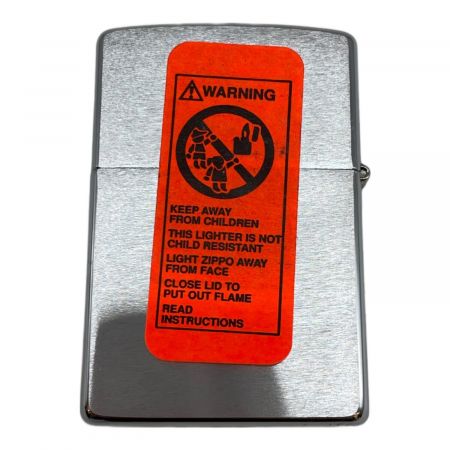 WARNING
KEEP AWAY
FROM CHILDREN
THIS LIGHTER IS NOT
CHILD RESISTANT
LIGHT ZIPPO AWAY
FROM FACE
CLOSE LID TO
PUT OUT FLAME
READ
INSTRUCTIONS